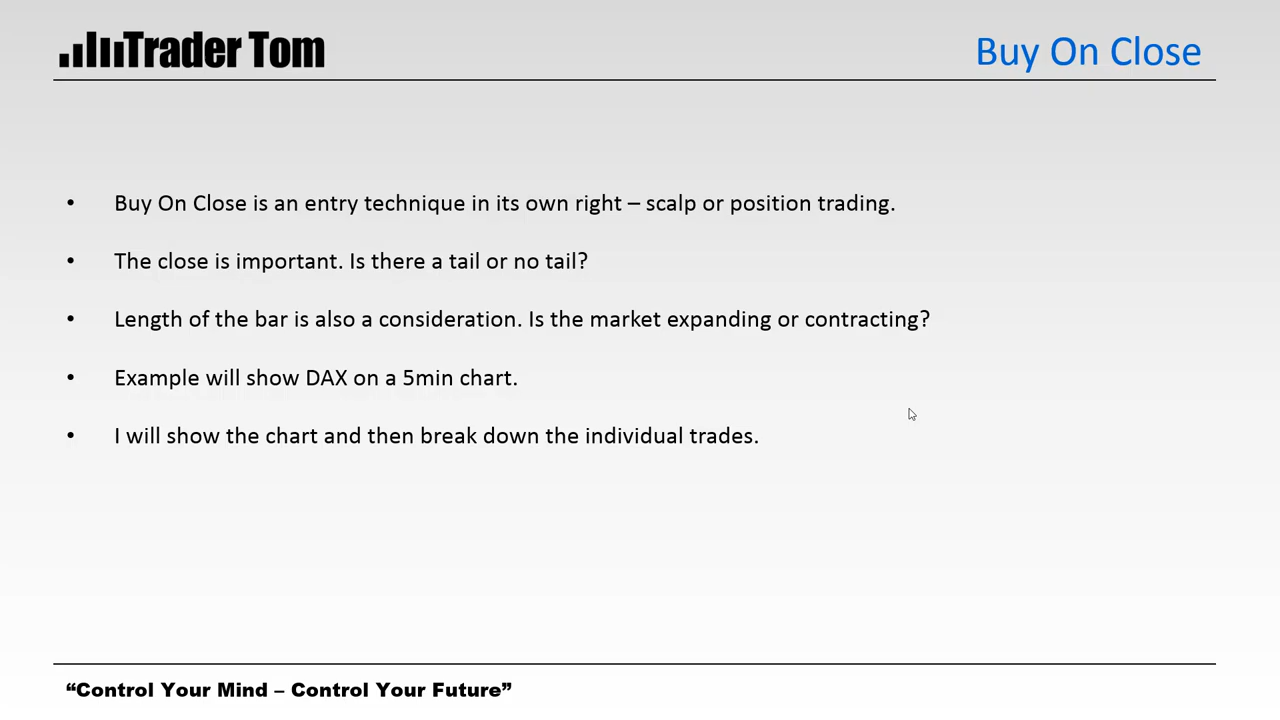 Trader Tom
Buy On Close
• Buy On Close is an entry technique in its own right – scalp or position trading.
• The close is important. Is there a tail or no tail?
• Length of the bar is also a consideration. Is the market expanding or contracting?
• Example will show DAX on a 5min chart.
• I will show the chart and then break down the individual trades.
“Control Your Mind – Control Your Future”